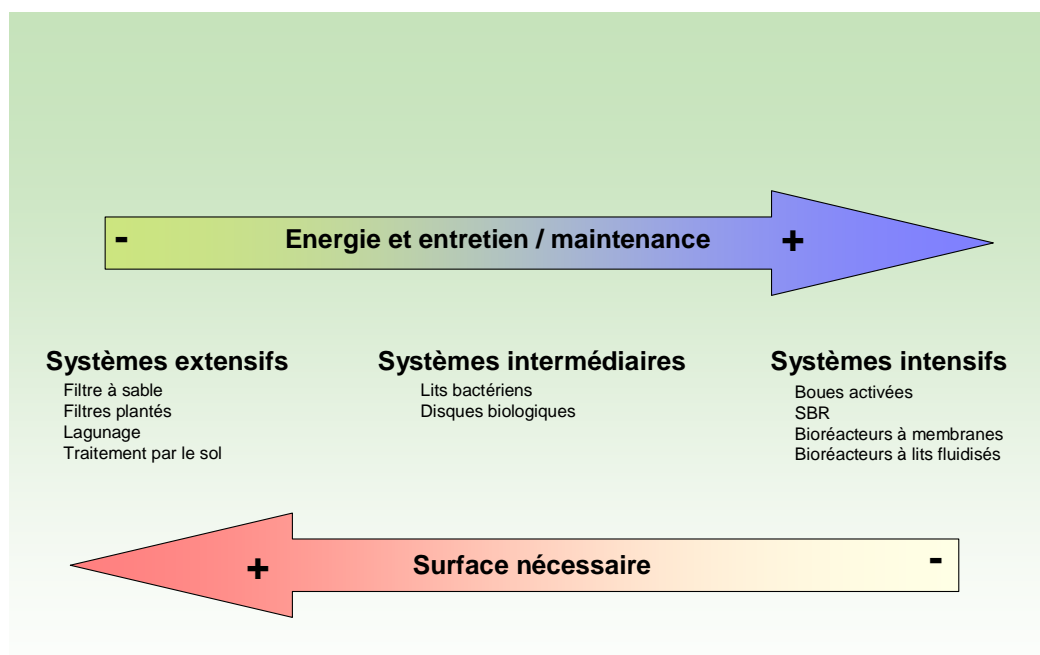 -
Energie et entretien / maintenance
+
Systèmes extensifs
Filtre à sable
Filtres plantés
Lagunage
Traitement par le sol
Systèmes intermédiaires
Lits bactériens
Disques biologiques
Systèmes intensifs
Boues activées
SBR
Bioréacteurs à membranes
Bioréacteurs à lits fluidisés
+
Surface nécessaire
-